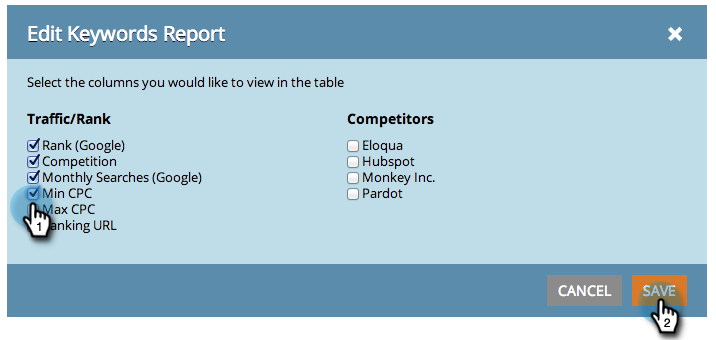 Edit Keywords Report
Select the columns you would like to view in the table
Traffic/Rank
Rank (Google)
Competition
Monthly Searches (Google)
Min CPC
Max CPC
anking URL
1
Competitors
Eloqua
Hubspot
Monkey Inc.
Pardot
CANCEL
SAVE
2